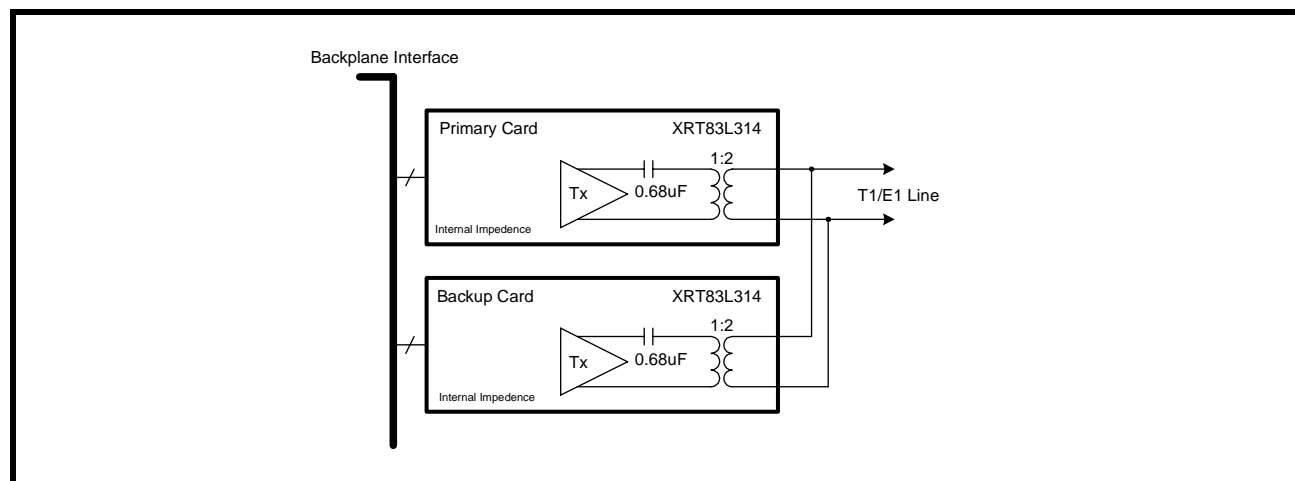 Backplane Interface
Primary Card XRT83L314
1:2
Tx 0.68uF
T1/E1 Line
Internal Impedence
Backup Card XRT83L314
1:2
Tx 0.68uF
Internal Impedence